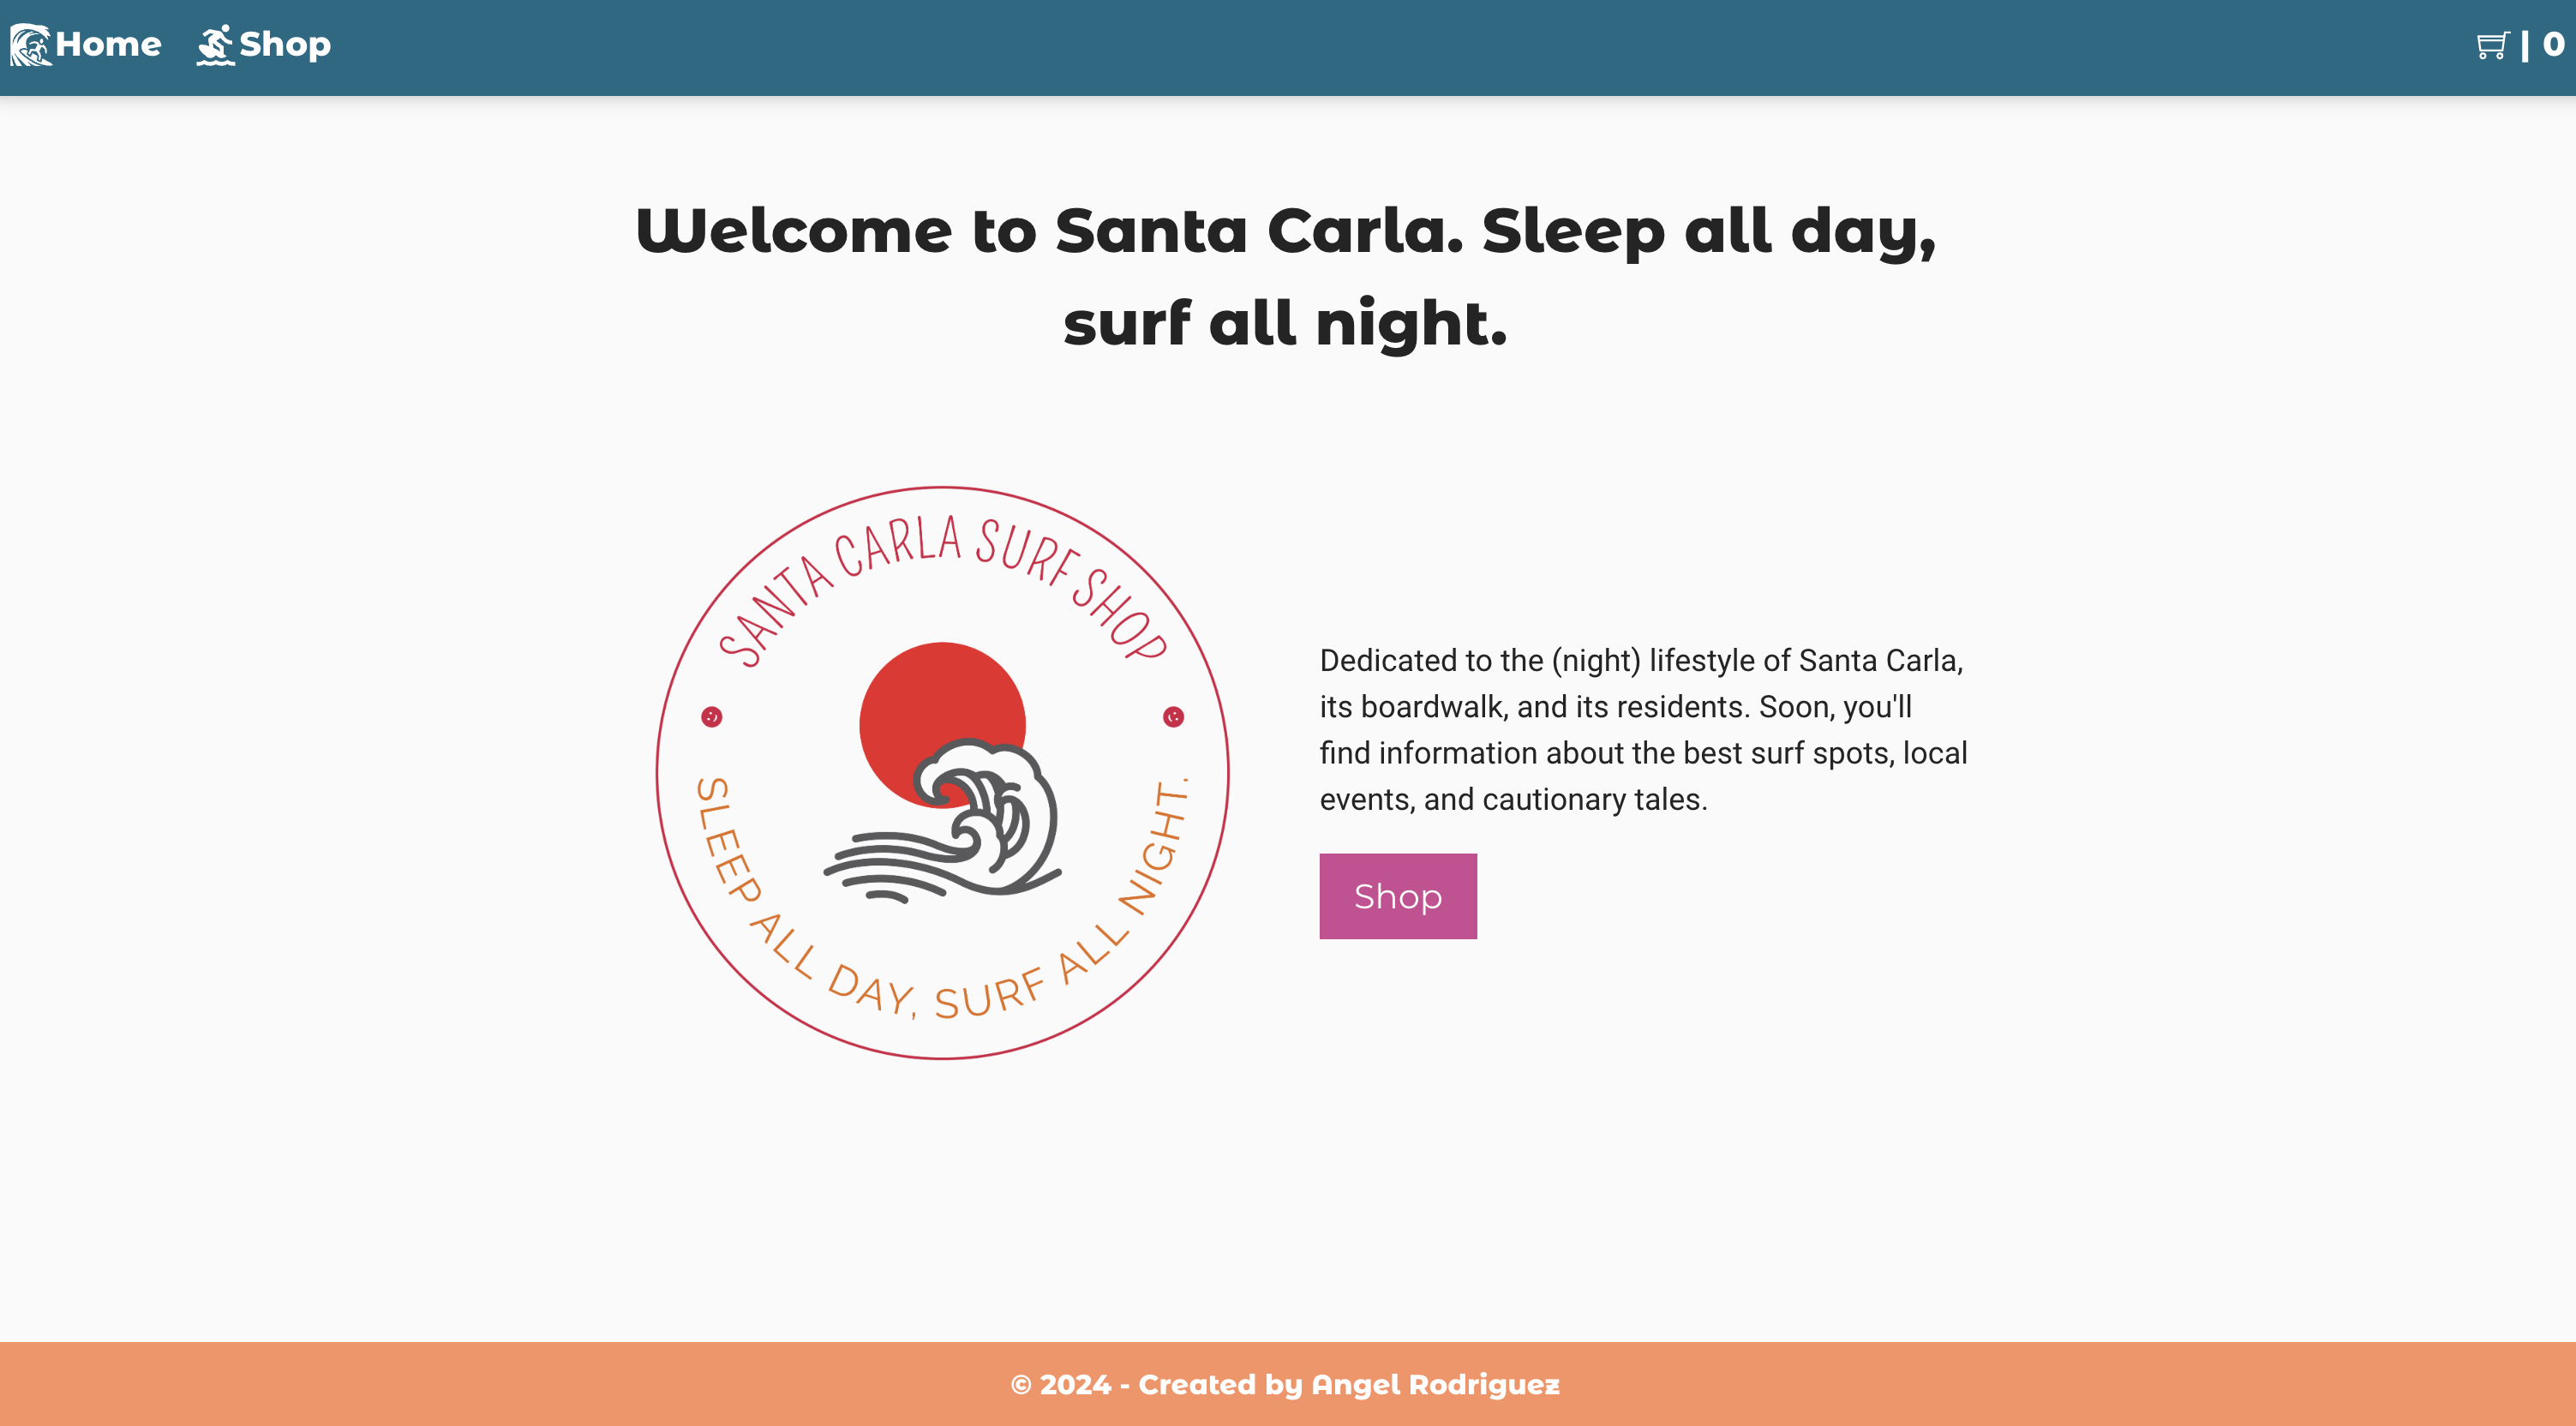 Home
Shop
| 0
Welcome to Santa Carla. Sleep all day,
surf all night.
SANTA CARLA SURF SHOP
SLEEP ALL DAY, SURF ALL NIGHT.
Dedicated to the (night) lifestyle of Santa Carla,
its boardwalk, and its residents. Soon, you'll
find information about the best surf spots, local
events, and cautionary tales.
Shop
© 2024 - Created by Angel Rodriguez